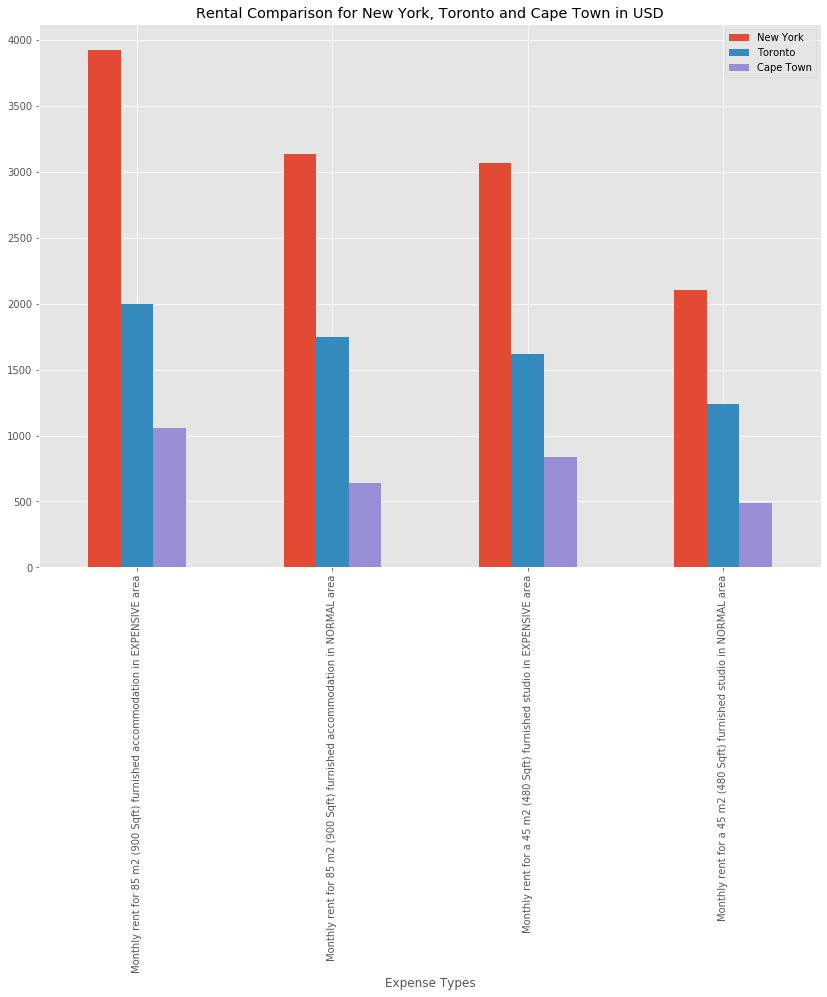 Rental Comparison for New York, Toronto and Cape Town in USD
New York
Toronto
Cape Town
4000
3500
3000
2500
2000
1500
1000
500
0
Monthly rent for 85 m2 (900 Sqft) furnished accommodation in EXPENSIVE area
Monthly rent for 85 m2 (900 Sqft) furnished accommodation in NORMAL area
Monthly rent for a 45 m2 (480 Sqft) furnished studio in EXPENSIVE area
Monthly rent for a 45 m2 (480 Sqft) furnished studio in NORMAL area
Expense Types